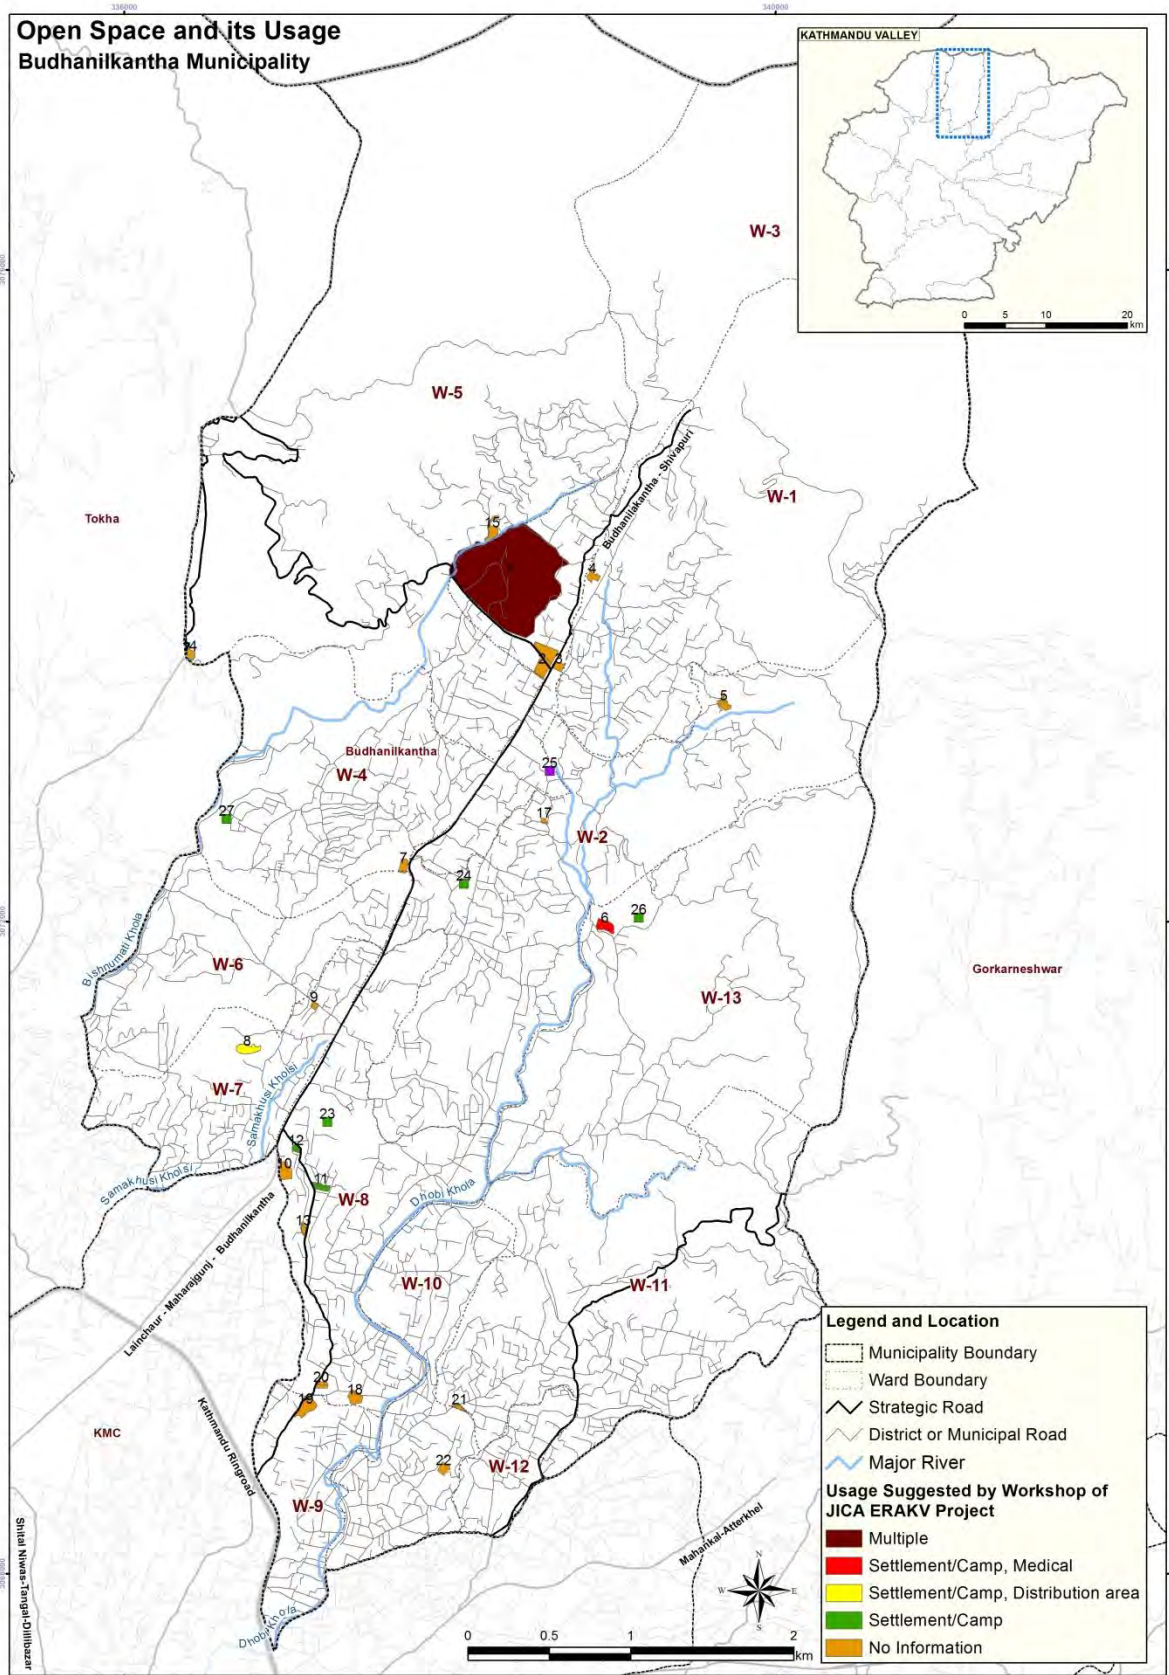 336000
340000
Open Space and its Usage
Budhanilkantha Municipality
KATHMANDU VALLEY
0 5 10 20
km
W-3
W-5
W-1
Budhanilakantha - Shivapuri
Tokha
15
4
2
3
5
Budhanilkantha
W-4
25
27
17
W-2
7
24
6
26
Bishnumati Khola
W-6
Gorkarneshwar
W-13
9
8
W-7
Samakhusi Kholsi
23
12
10
11
Samakhusi Kholsi
W-8
Dhobi Khola
13
Lainchaur - Maharajgunj - Budhanilkantha
W-10
W-11
20
18
19
21
KMC
Kathmandu Ringroad
22
W-12
W-9
Mahankal-Atterkhel
Shital Niwas-Tangal-Dillibazar
Dhobi Khola
N
W E
S
0 0.5 1 2
km
Legend and Location
Municipality Boundary
Ward Boundary
Strategic Road
District or Municipal Road
Major River
Usage Suggested by Workshop of
JICA ERAKV Project
Multiple
Settlement/Camp, Medical
Settlement/Camp, Distribution area
Settlement/Camp
No Information